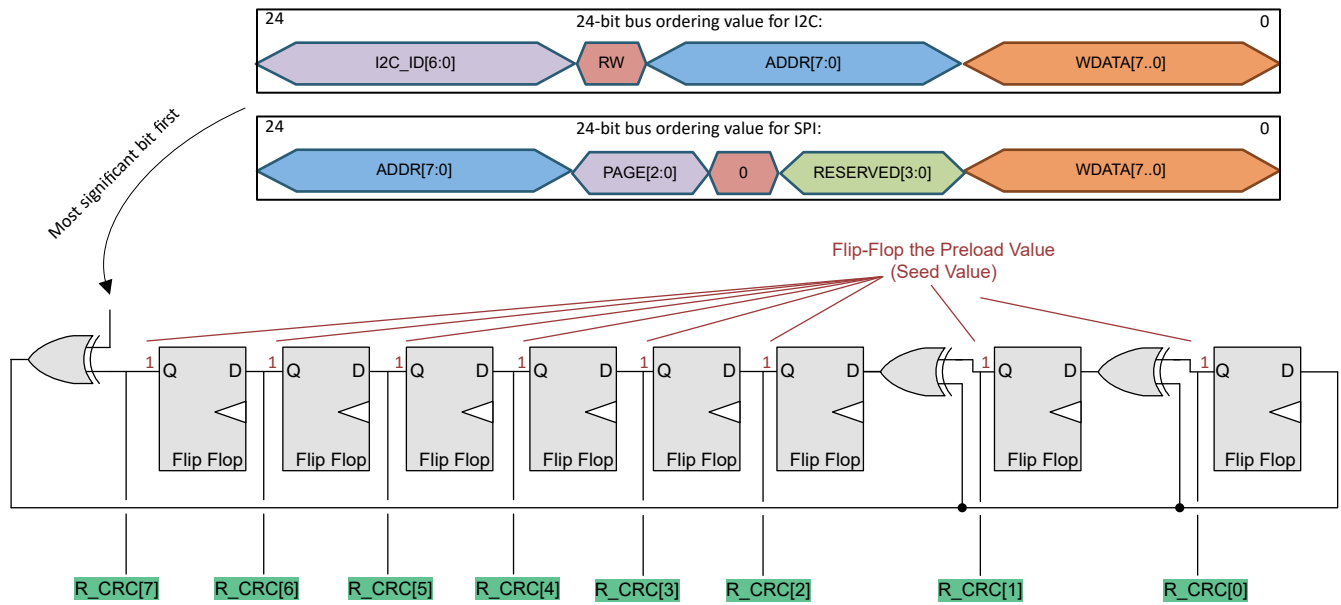 24 24-bit bus ordering value for I2C: 0
I2C_ID[6:0] RW ADDR[7:0] WDATA[7..0]
24 24-bit bus ordering value for SPI: 0
ADDR[7:0] PAGE[2:0] 0 RESERVED[3:0] WDATA[7..0]
Most significant bit first
Flip-Flop the Preload Value
(Seed Value)
1 Q D 1 Q D 1 Q D 1 Q D 1 Q D 1 Q D 1 Q D 1 Q D
Flip Flop Flip Flop Flip Flop Flip Flop Flip Flop Flip Flop Flip Flop Flip Flop
R_CRC[7] R_CRC[6] R_CRC[5] R_CRC[4] R_CRC[3] R_CRC[2] R_CRC[1] R_CRC[0]